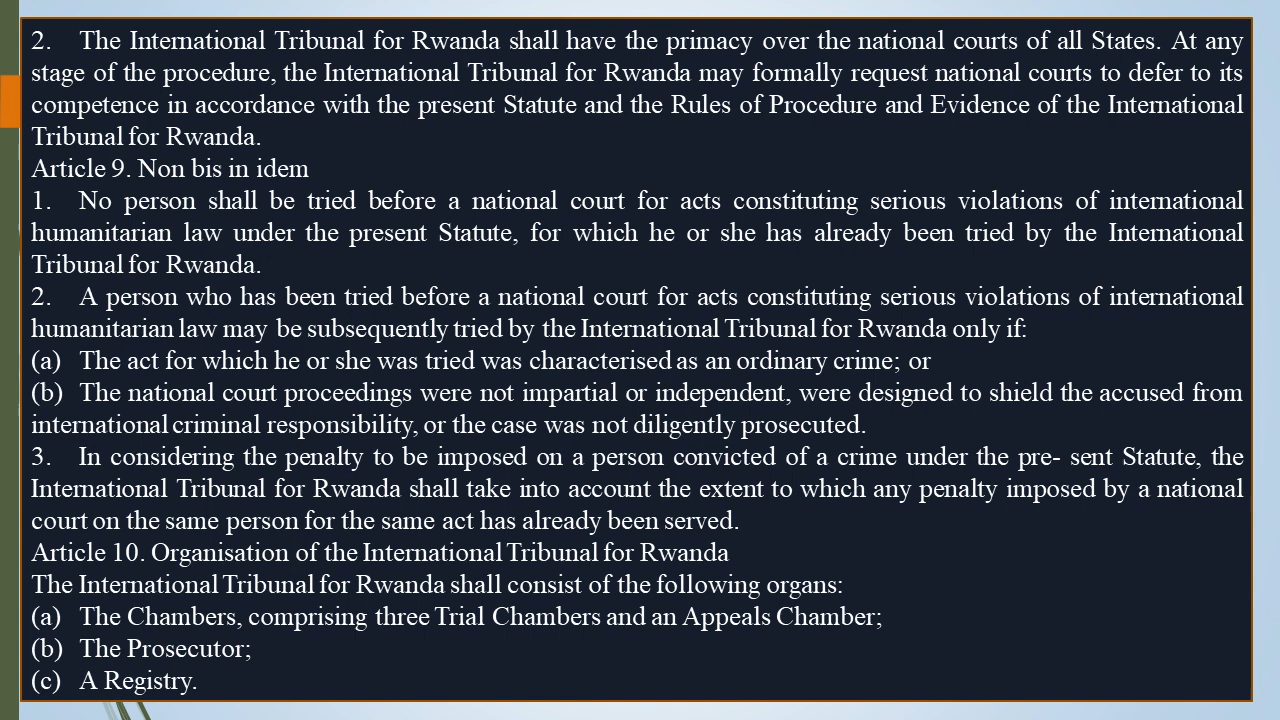 2. The International Tribunal for Rwanda shall have the primacy over the national courts of all States. At any
stage of the procedure, the International Tribunal for Rwanda may formally request national courts to defer to its
competence in accordance with the present Statute and the Rules of Procedure and Evidence of the International
Tribunal for Rwanda.
Article 9. Non bis in idem
1. No person shall be tried before a national court for acts constituting serious violations of international
humanitarian law under the present Statute, for which he or she has already been tried by the International
Tribunal for Rwanda.
2. A person who has been tried before a national court for acts constituting serious violations of international
humanitarian law may be subsequently tried by the International Tribunal for Rwanda only if:
(a) The act for which he or she was tried was characterised as an ordinary crime; or
(b) The national court proceedings were not impartial or independent, were designed to shield the accused from
international criminal responsibility, or the case was not diligently prosecuted.
3. In considering the penalty to be imposed on a person convicted of a crime under the pre- sent Statute, the
International Tribunal for Rwanda shall take into account the extent to which any penalty imposed by a national
court on the same person for the same act has already been served.
Article 10. Organisation of the International Tribunal for Rwanda
The International Tribunal for Rwanda shall consist of the following organs:
(a) The Chambers, comprising three Trial Chambers and an Appeals Chamber;
(b) The Prosecutor;
(c) A Registry.